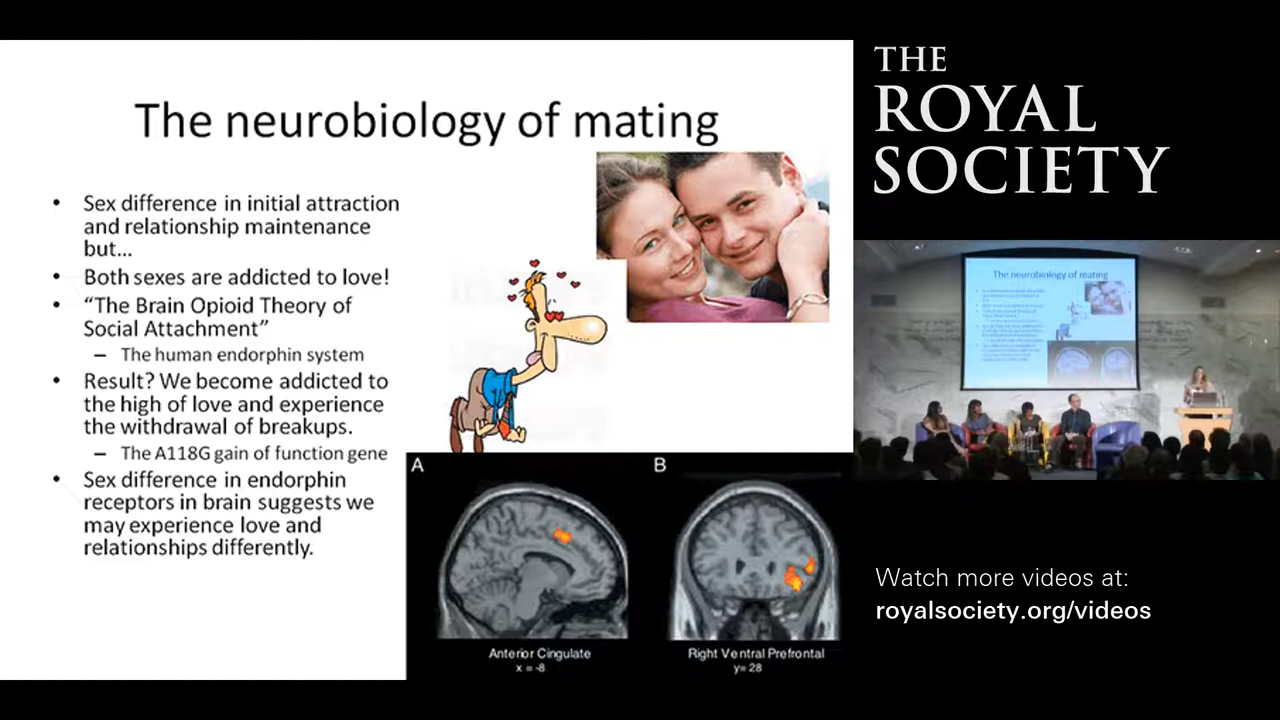 The neurobiology of mating
• Sex difference in initial attraction
and relationship maintenance
but...
• Both sexes are addicted to love!
• “The Brain Opioid Theory of
Social Attachment”
– The human endorphin system
• Result? We become addicted to
the high of love and experience
the withdrawal of breakups.
– The A118G gain of function gene
• Sex difference in endorphin
receptors in brain suggests we
may experience love and
relationships differently.
A
B
Anterior Cingulate
x = -8
Right Ventral Prefrontal
y= 28
THE
ROYAL
SOCIETY
The neurobiology of mating
Watch more videos at:
royalsociety.org/videos